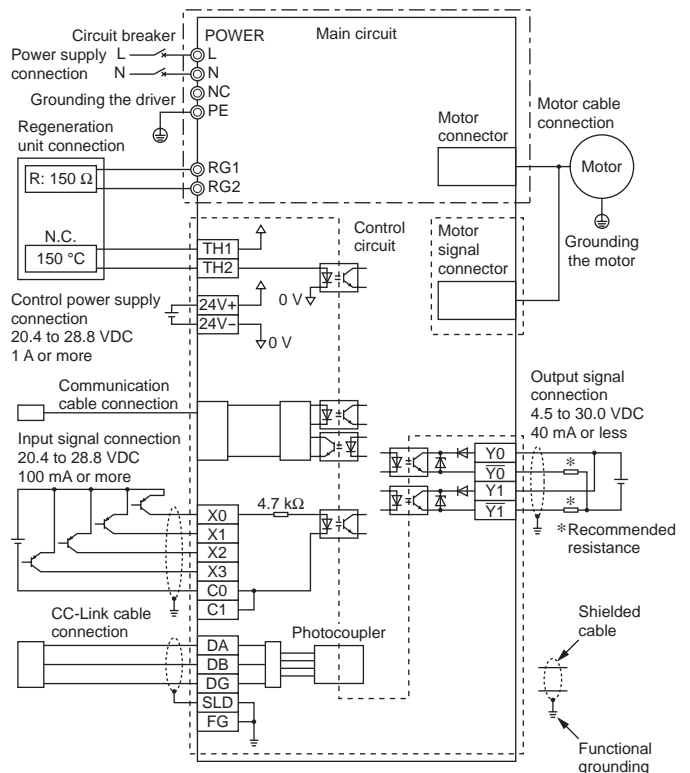 Circuit breaker
Power supply
connection
L
N
Grounding the driver
Regeneration
unit connection
R: 150 Ω
N.C.
150 °C
POWER
L
N
NC
PE
RG1
RG2
Main circuit
Motor
connector
Motor cable
connection
Motor
Grounding
the motor
TH1
TH2
Control
circuit
Motor
signal
connector
Control power supply
connection
20.4 to 28.8 VDC
1 A or more
24V+
24V−
0 V
0 V
Communication
cable connection
Input signal connection
20.4 to 28.8 VDC
100 mA or more
X0
X1
X2
X3
C0
C1
4.7 kΩ
Output signal
connection
4.5 to 30.0 VDC
40 mA or less
Y0
Y0
Y1
Y1
*
*
*Recommended
resistance
CC-Link cable
connection
DA
DB
DG
SLD
FG
Photocoupler
Shielded
cable
Functional
grounding